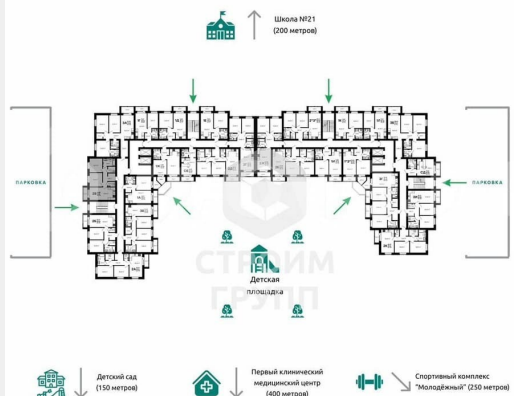 Школа №21
(200 метров)
ПАРКОВКА
ПАРКОВКА
СТРОИМ
ГРУПП
Детская
площадка
Детский сад
(150 метров)
Первый клинический
медицинский центр
(400 метров)
Спортивный комплекс
"Молодёжный" (250 метров)